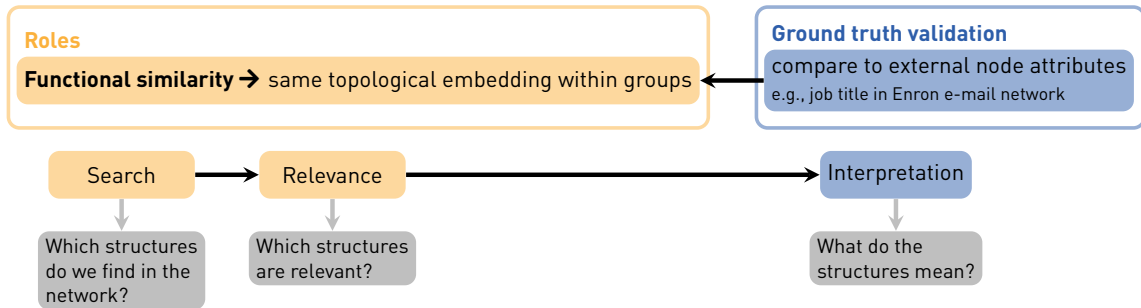 Roles
Functional similarity → same topological embedding within groups
Ground truth validation
compare to external node attributes
e.g., job title in Enron e-mail network
Search
Relevance
Interpretation
Which structures
do we find in the
network?
Which structures
are relevant?
What do the
structures mean?